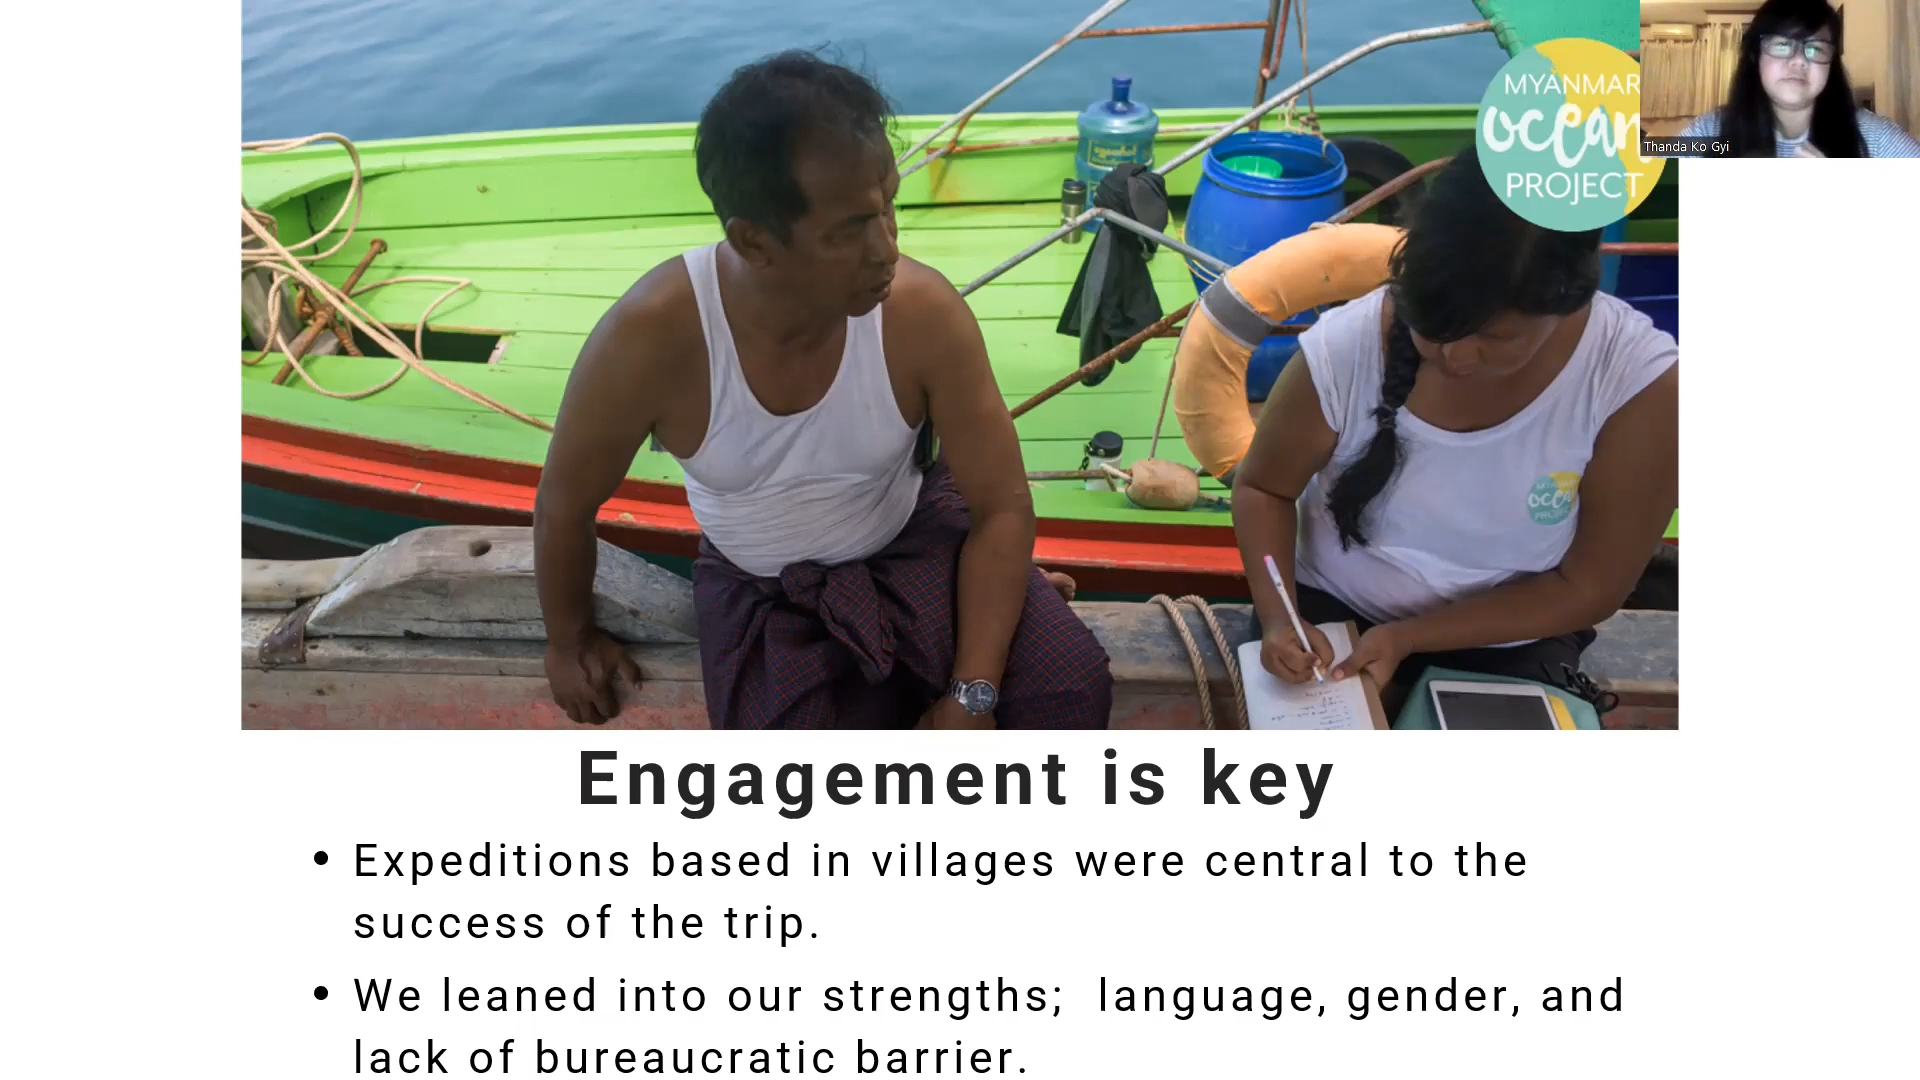 MYANMAR
ocean
PROJECT
Thanda Ko Gyi
Engagement is key
• Expeditions based in villages were central to the
success of the trip.
• We leaned into our strengths;  language, gender, and
lack of bureaucratic barrier.